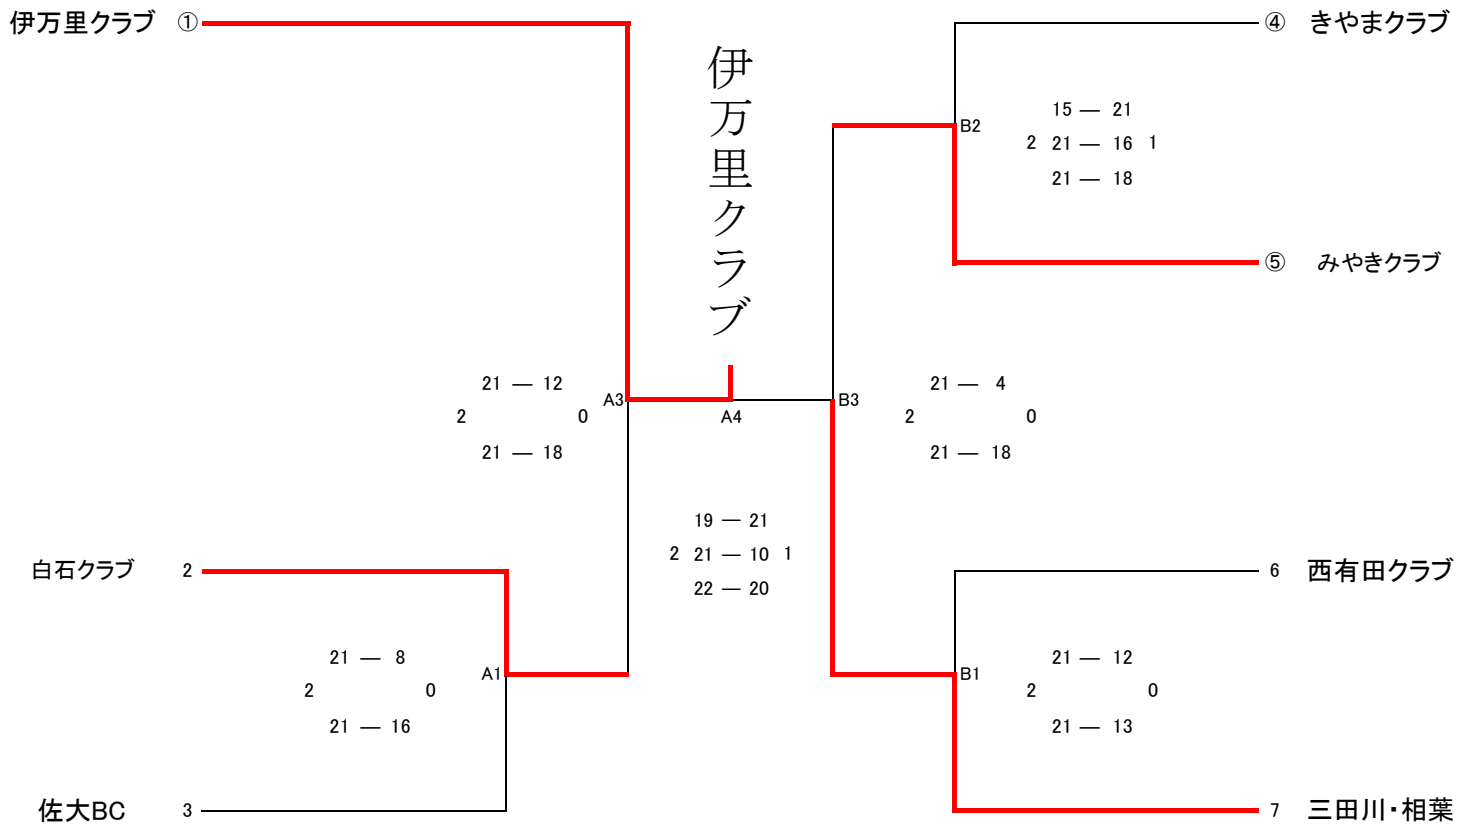 伊万里クラブ ①
④ きやまクラブ
伊万里クラブ
15 ― 21
B2
2 21 ― 16 1
21 ― 18
⑤ みやきクラブ
21 ― 12
A3
2 0
21 ― 18
A4
B3
21 ― 4
2 0
21 ― 18
19 ― 21
2 21 ― 10 1
22 ― 20
白石クラブ 2
6 西有田クラブ
21 ― 8
A1
2 0
21 ― 16
B1
21 ― 12
2 0
21 ― 13
佐大BC 3
7 三田川・相葉